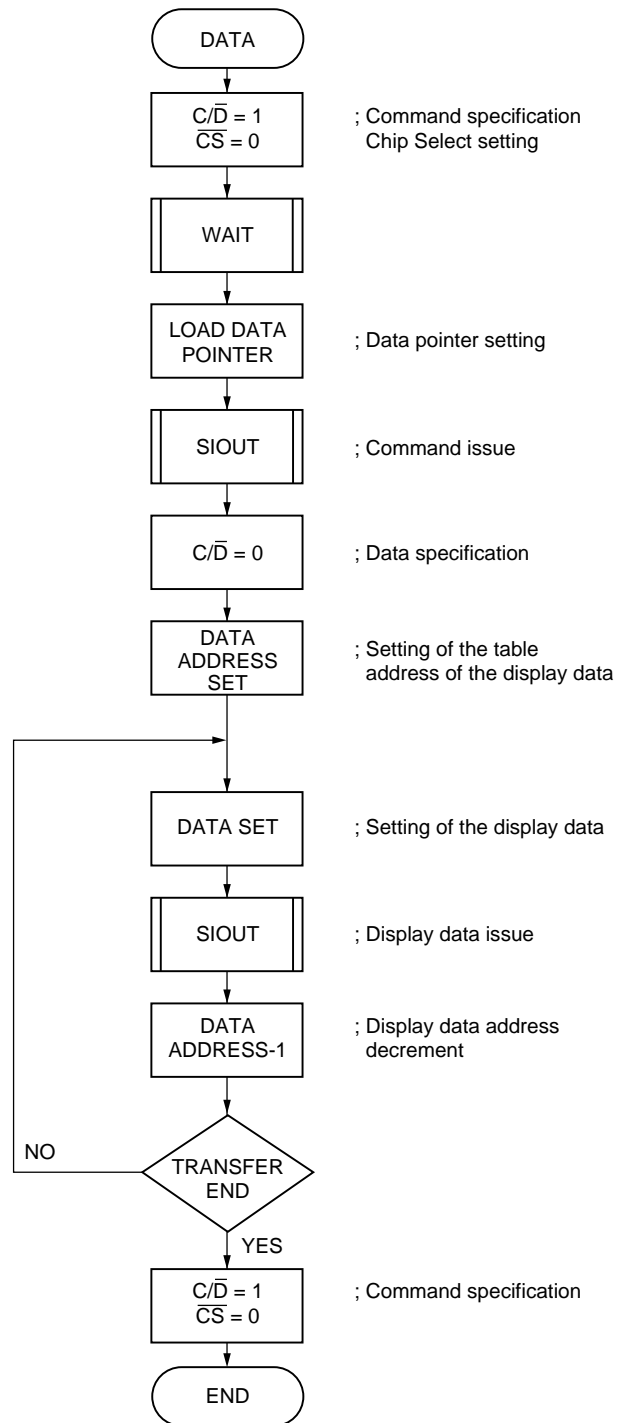 DATA
C/D̅ = 1
C̅S̅ = 0
; Command specification
Chip Select setting
WAIT
LOAD DATA
POINTER
; Data pointer setting
SIOUT
; Command issue
C/D̅ = 0
; Data specification
DATA
ADDRESS
SET
; Setting of the table
address of the display data
DATA SET
; Setting of the display data
SIOUT
; Display data issue
DATA
ADDRESS-1
; Display data address
decrement
NO
TRANSFER
END
YES
C/D̅ = 1
C̅S̅ = 0
; Command specification
END